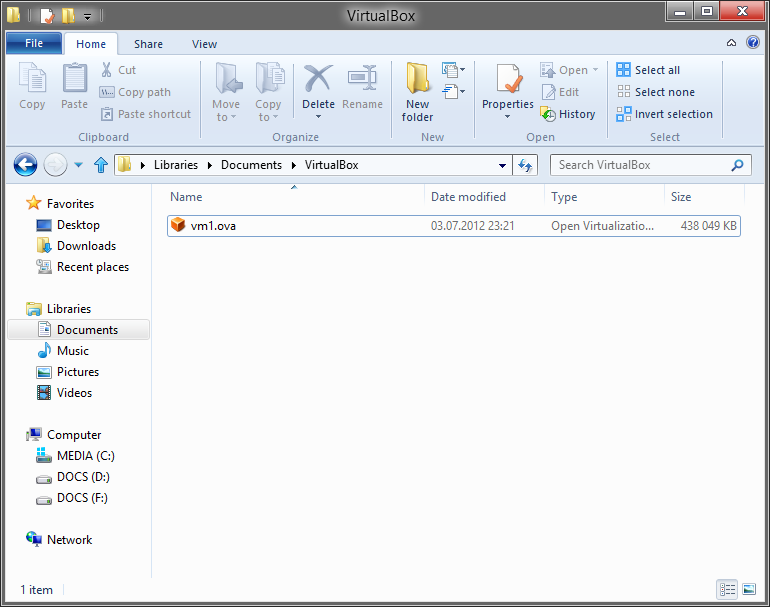 VirtualBox
File Home Share View
Copy
Paste
Cut
Copy path
Paste shortcut
Clipboard
Move to
Copy to
Delete
Rename
Organize
New folder
New
Properties
Open
Edit
History
Open
Select all
Select none
Invert selection
Select
Libraries Documents VirtualBox
Search VirtualBox
Favorites
Desktop
Downloads
Recent places
Libraries
Documents
Music
Pictures
Videos
Computer
MEDIA (C:)
DOCS (D:)
DOCS (F:)
Network
Name Date modified Type Size
vm1.ova 03.07.2012 23:21 Open Virtualizatio... 438 049 KB
1 item